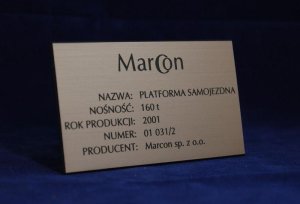 MarCon
NAZWA: PLATFORMA SAMOJEZDNA
NOŚNOŚĆ: 160 t
ROK PRODUKCJI: 2001
NUMER: 01 031/2
PRODUCENT: Marcon sp. z o.o.